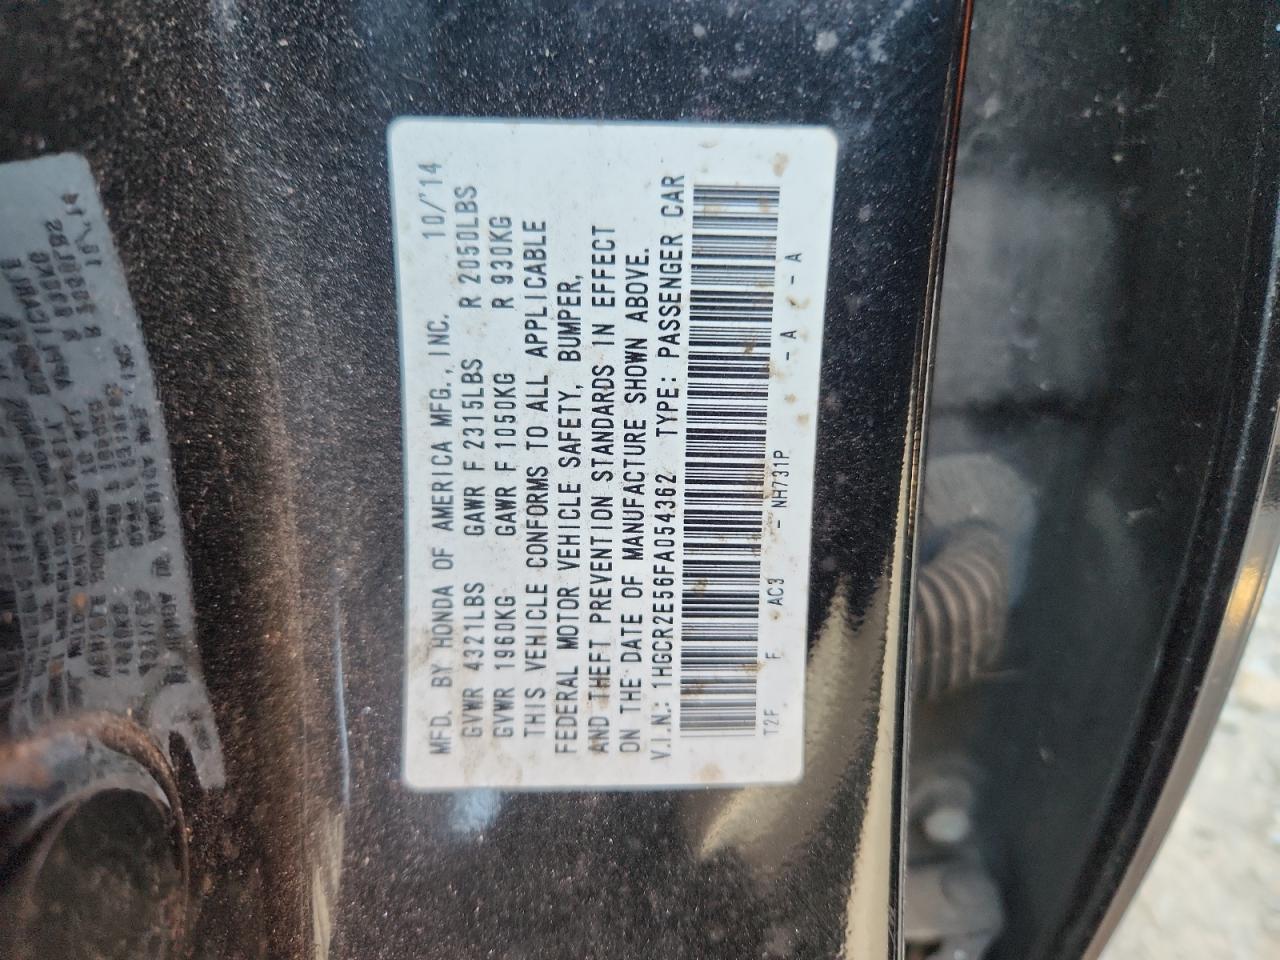 MFD. BY HONDA OF AMERICA MFG., INC. 10/'14
GVWR 4321LBS GAWR F 2315LBS R 2050LBS
GVWR 1960KG GAWR F 1050KG R 930KG
THIS VEHICLE CONFORMS TO ALL APPLICABLE
FEDERAL MOTOR VEHICLE SAFETY, BUMPER,
AND THEFT PREVENTION STANDARDS IN EFFECT
ON THE DATE OF MANUFACTURE SHOWN ABOVE.
V.I.N.: 1HGCR2E56FA054362 TYPE: PASSENGER CAR
T2F F AC3 - NH731P - A - A